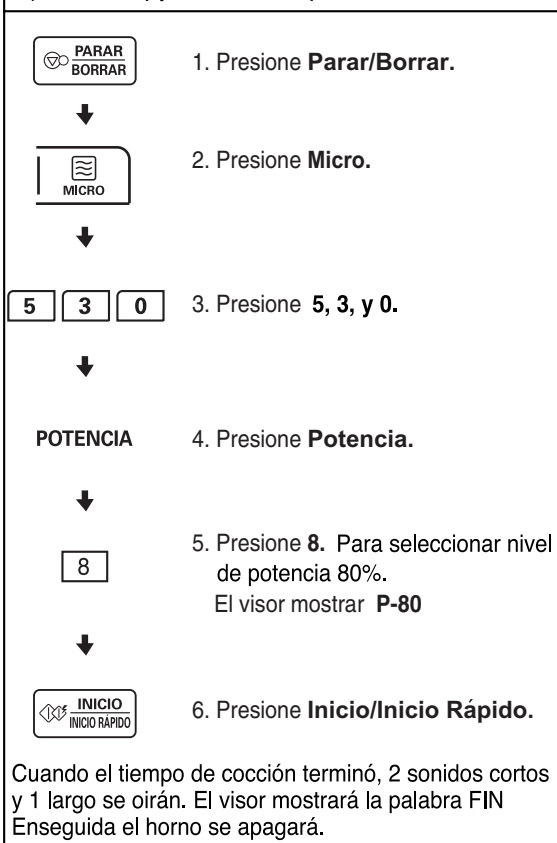 PARAR
BORRAR
1. Presione Parar/Borrar.
MICRO
2. Presione Micro.
5 3 0
3. Presione 5, 3, y 0.
POTENCIA
4. Presione Potencia.
8
5. Presione 8. Para seleccionar nivel
de potencia 80%.
El visor mostrar P-80
INICIO
INICIO RÁPIDO
6. Presione Inicio/Inicio Rápido.
Cuando el tiempo de cocción terminó, 2 sonidos cortos
y 1 largo se oirán. El visor mostrará la palabra FIN
Enseguida el horno se apagará.